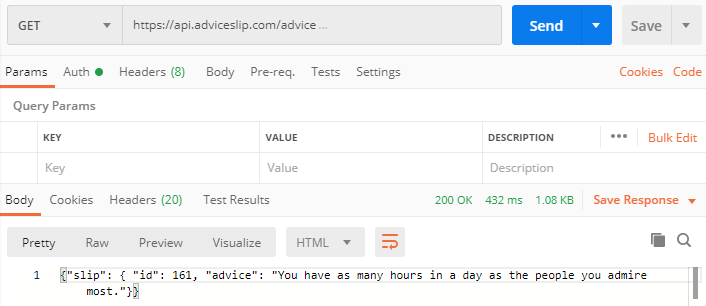 GET https://api.adviceslip.com/advice ... Send Save
Params Auth Headers (8) Body Pre-req. Tests Settings Cookies Code
Query Params
KEY VALUE DESCRIPTION ••• Bulk Edit
Key Value Description
Body Cookies Headers (20) Test Results 200 OK 432 ms 1.08 KB Save Response
Pretty Raw Preview Visualize HTML
1 {"slip": { "id": 161, "advice": "You have as many hours in a day as the people you admire
most."}}